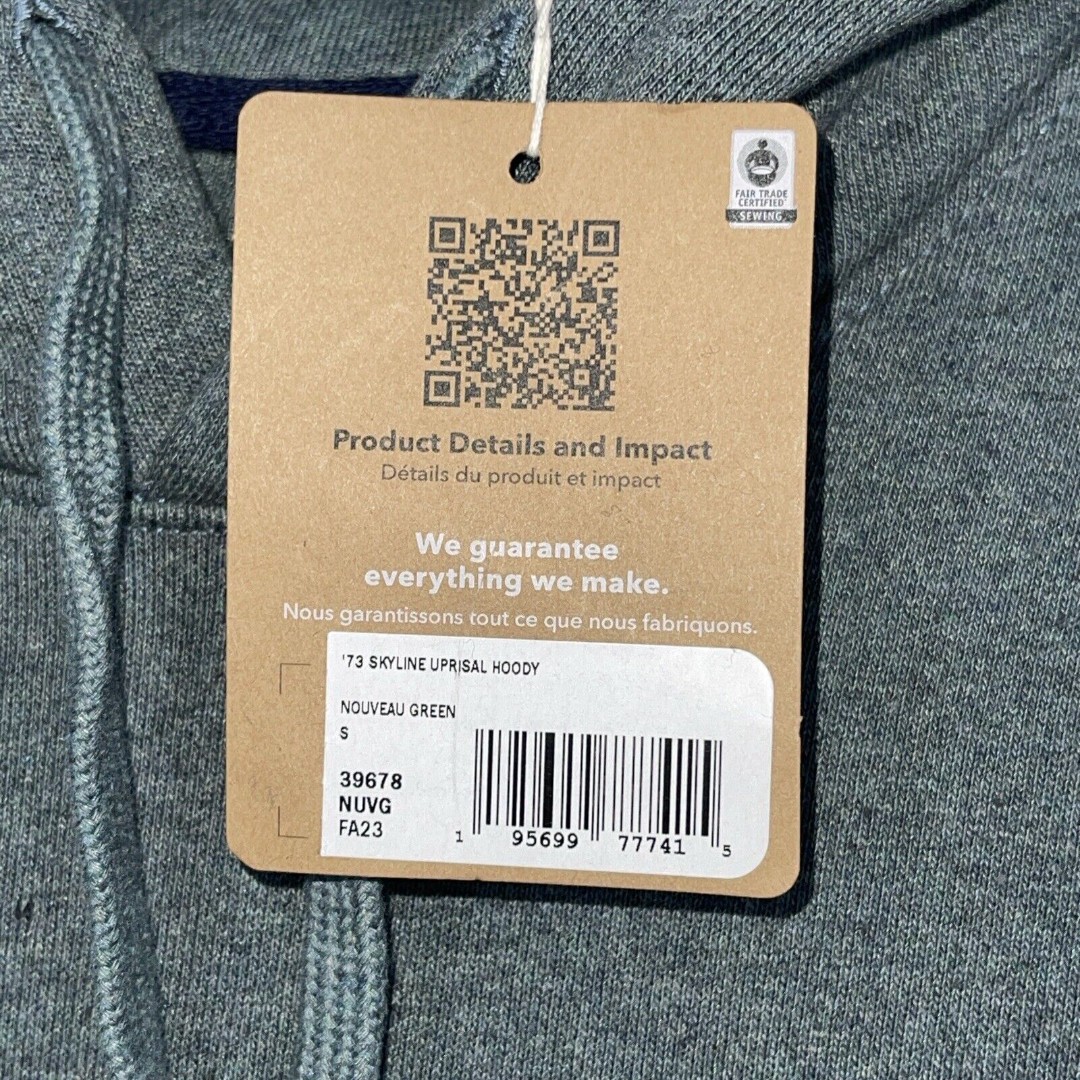 FAIR TRADE
CERTIFIED
SEWING
Product Details and Impact
Détails du produit et impact
We guarantee
everything we make.
Nous garantissons tout ce que nous fabriquons.
'73 SKYLINE UPRISAL HOODY
NOUVEAU GREEN
S
39678
NUVG
FA23
1 95699 77741 5